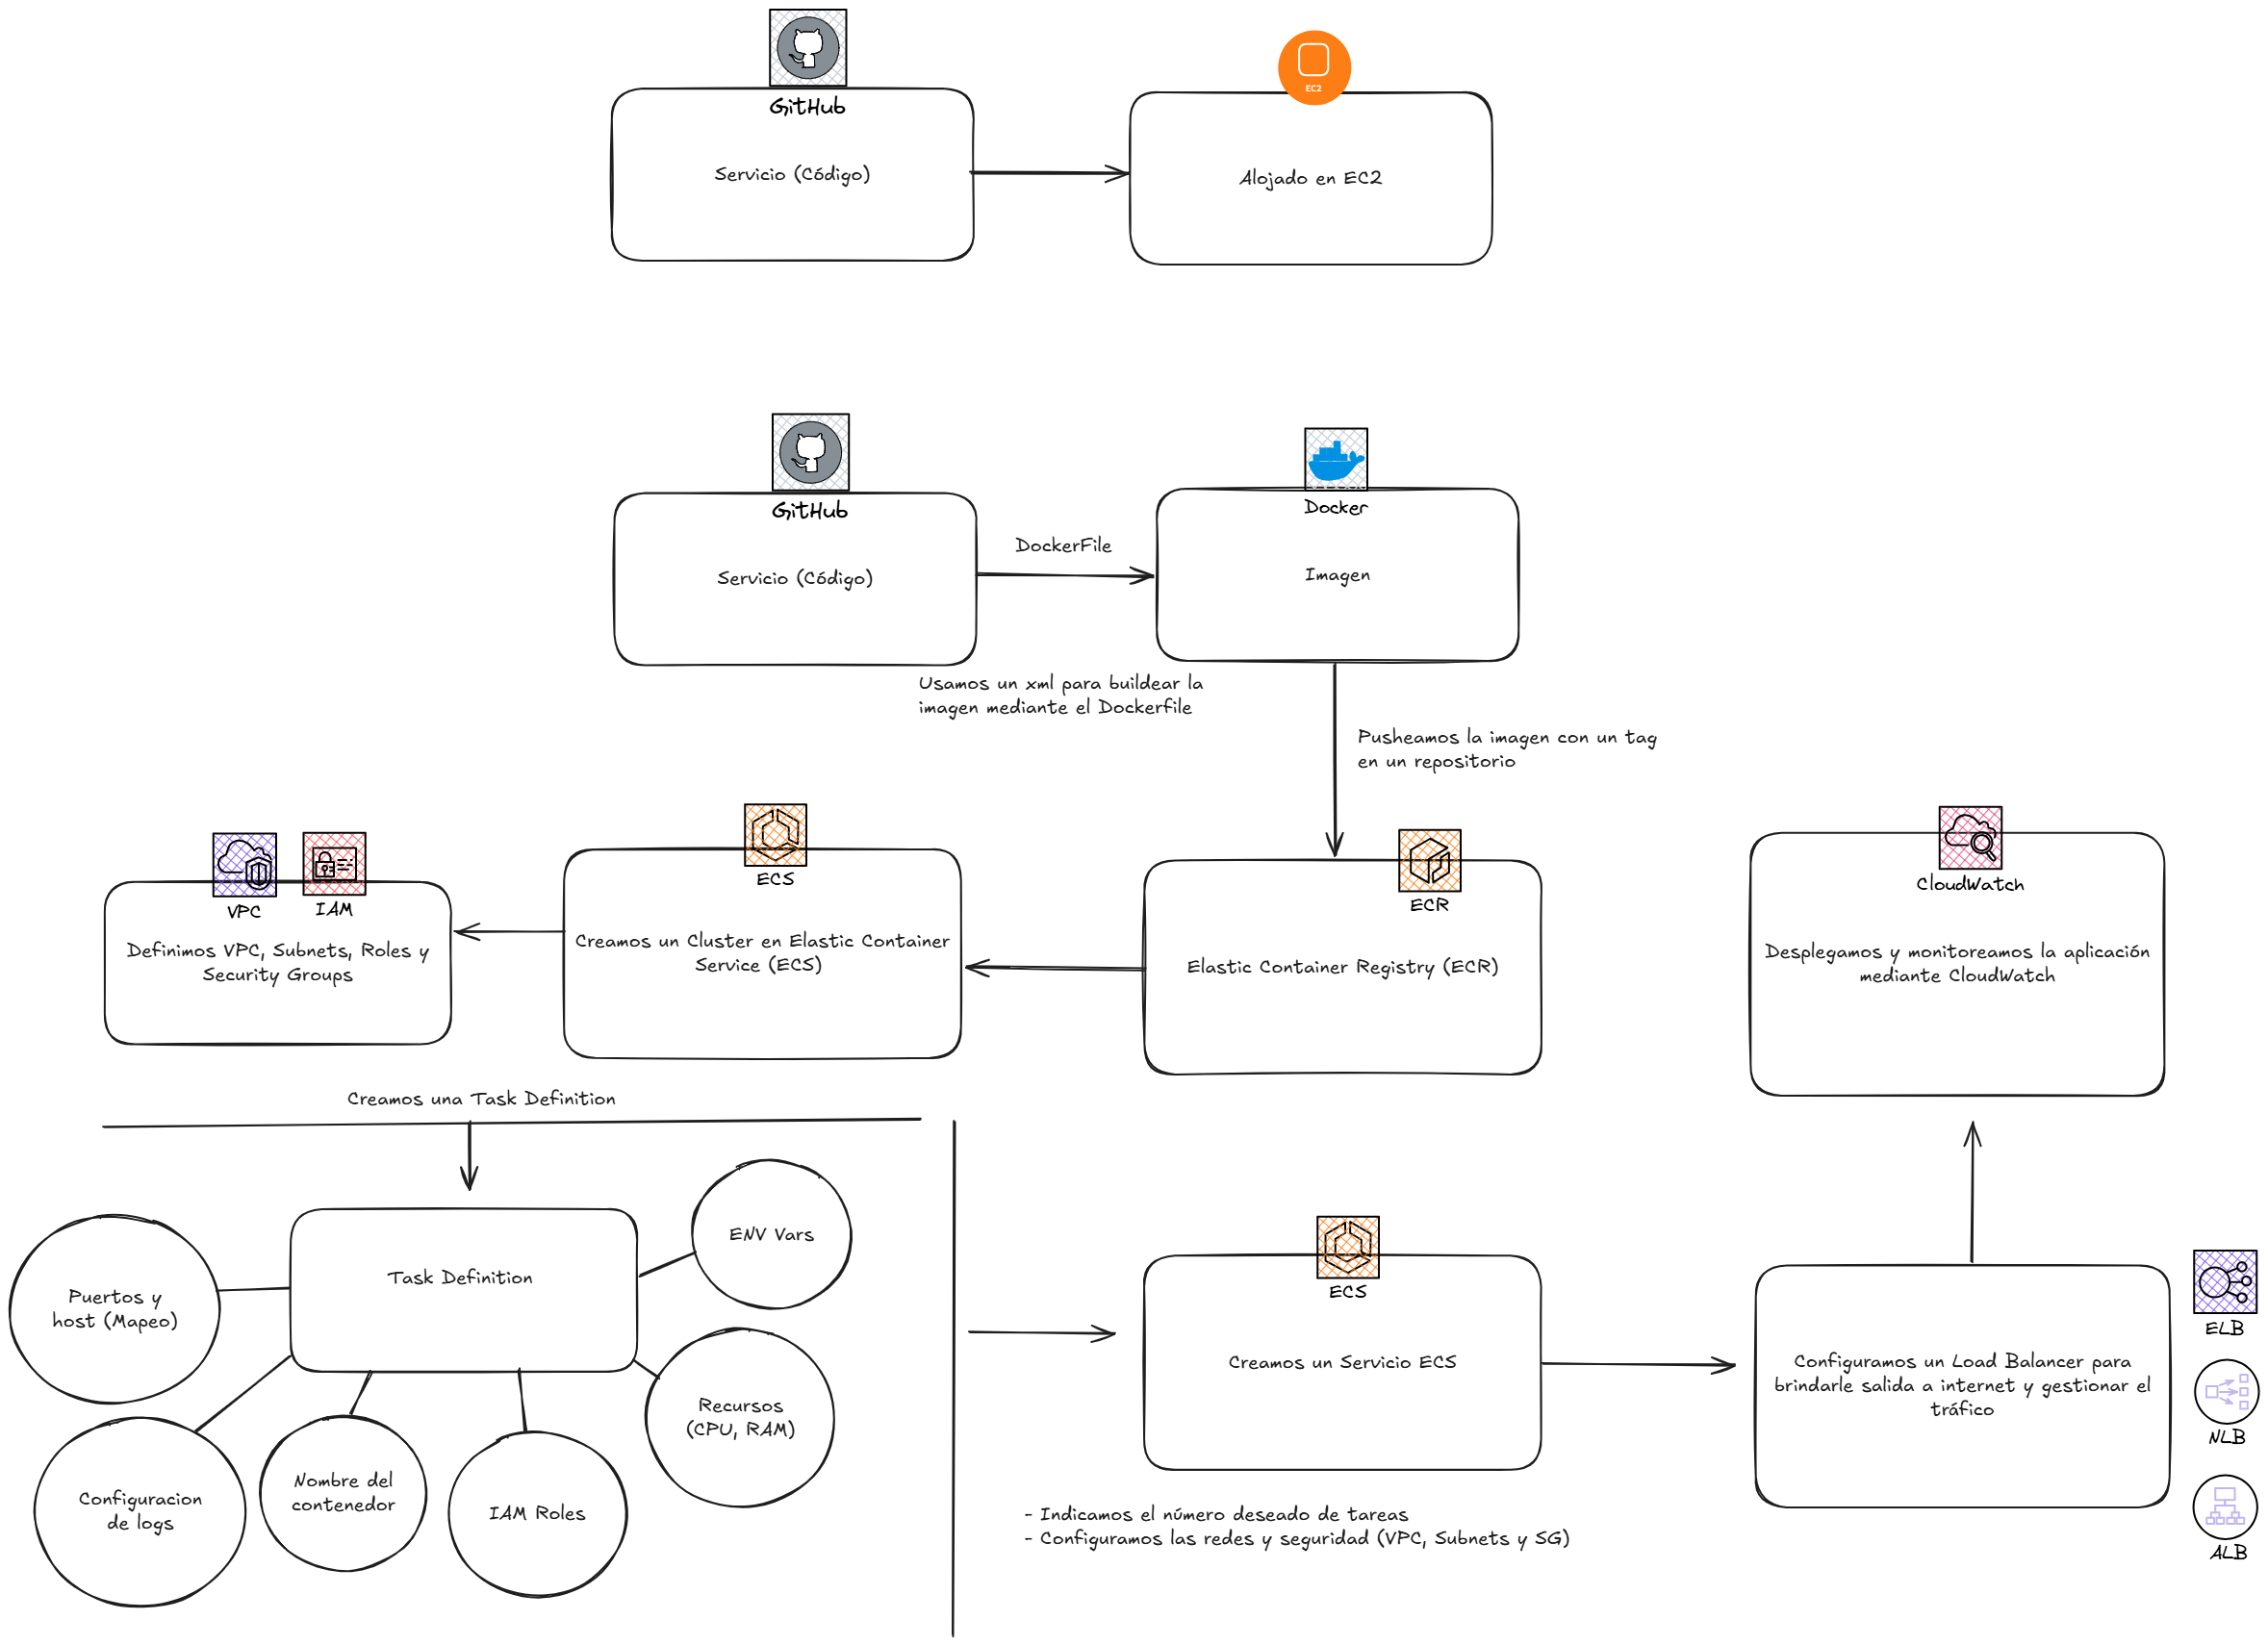 GitHub
Servicio (Código)
EC2
Alojado en EC2
GitHub
Servicio (Código)
DockerFile
Docker
Imagen
Usamos un xml para buildear la
imagen mediante el Dockerfile
Pusheamos la imagen con un tag
en un repositorio
VPC
IAM
Definimos VPC, Subnets, Roles y
Security Groups
ECS
Creamos un Cluster en Elastic Container
Service (ECS)
ECR
Elastic Container Registry (ECR)
CloudWatch
Desplegamos y monitoreamos la aplicación
mediante CloudWatch
Creamos una Task Definition
Task Definition
ENV Vars
Puertos y
host (Mapeo)
Recursos
(CPU, RAM)
Configuracion
de logs
Nombre del
contenedor
IAM Roles
ECS
Creamos un Servicio ECS
- Indicamos el número deseado de tareas
- Configuramos las redes y seguridad (VPC, Subnets y SG)
Configuramos un Load Balancer para
brindarle salida a internet y gestionar el
tráfico
ELB
NLB
ALB